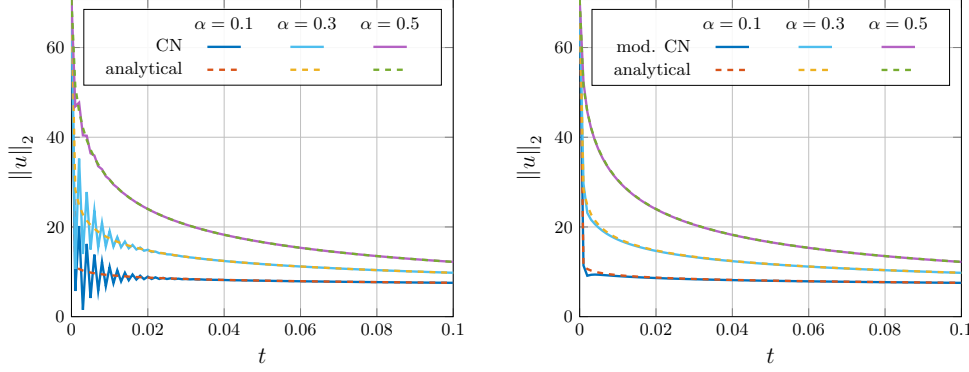 α = 0.1 α = 0.3 α = 0.5
CN
analytical
60
40
20
0
‖u‖₂
0 0.02 0.04 0.06 0.08 0.1
t
α = 0.1 α = 0.3 α = 0.5
mod. CN
analytical
60
40
20
0
‖u‖₂
0 0.02 0.04 0.06 0.08 0.1
t